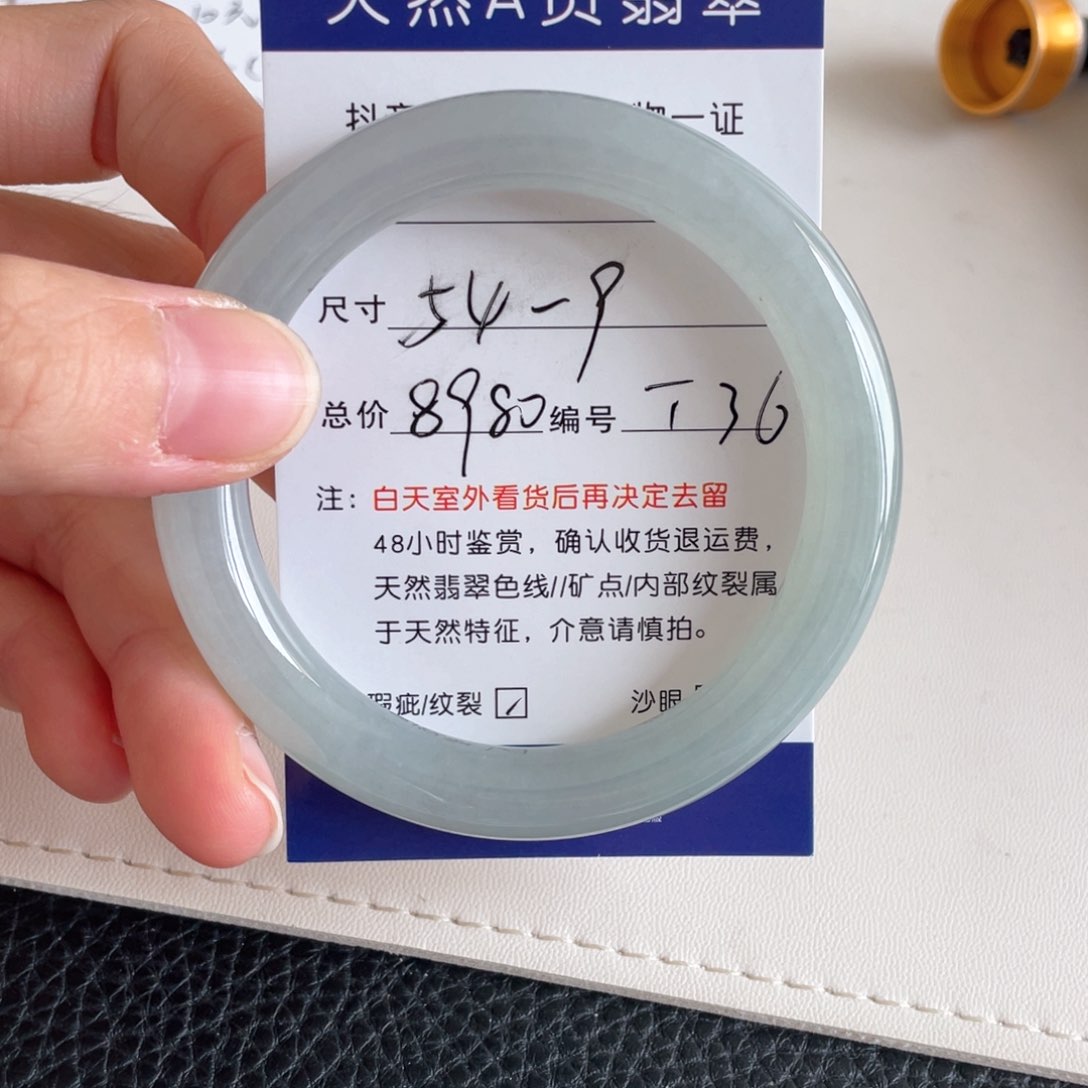 天然A货翡翠
抖音 物一证
尺寸 54-9
总价 8980 编号 T36
注：白天室外看货后再决定去留
48小时鉴赏，确认收货退运费，
天然翡翠色线//矿点/内部纹裂属
于天然特征，介意请慎拍。
瑕疵/纹裂 沙眼